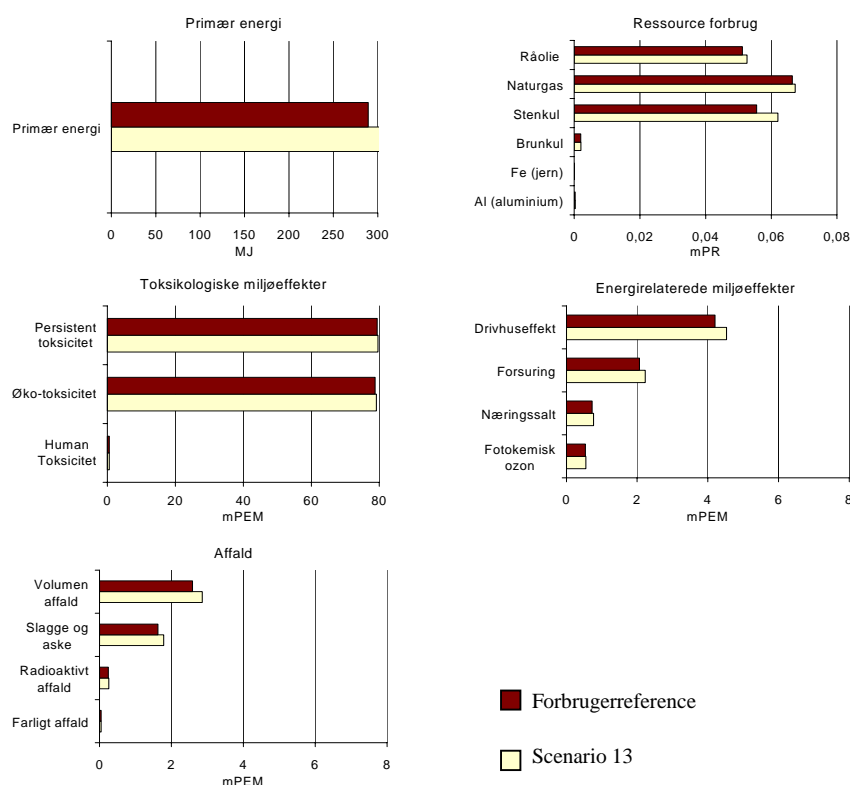 Primær energi
Primær energi
0 50 100 150 200 250 300
MJ
Ressource forbrug
Råolie
Naturgas
Stenkul
Brunkul
Fe (jern)
Al (aluminium)
0 0,02 0,04 0,06 0,08
mPR
Toksikologiske miljøeffekter
Persistent
toksicitet
Øko-toksicitet
Human
Toksicitet
0 20 40 60 80
mPEM
Energirelaterede miljøeffekter
Drivhuseffekt
Forsuring
Næringssalt
Fotokemisk
ozon
0 2 4 6 8
mPEM
Affald
Volumen
affald
Slagge og
aske
Radioaktivt
affald
Farligt affald
0 2 4 6 8
mPEM
Forbrugerreference
Scenario 13